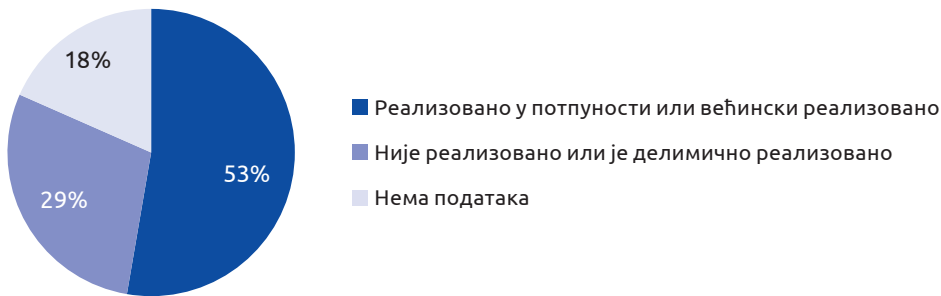 18%
Реализовано у потпуности или већински реализовано
Није реализовано или је делимично реализовано
53%
29%
Нема података